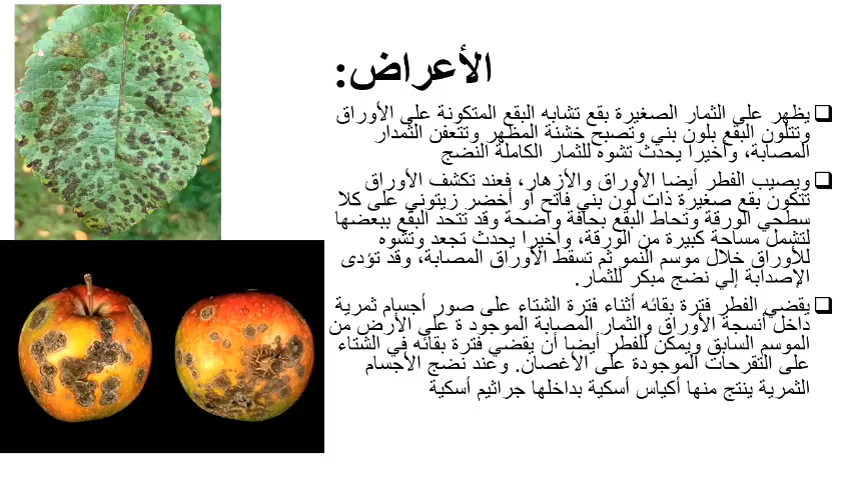 الأعراض:
❑ يظهر على الثمار الصغيرة بقع تشابه البقع المتكونة على الأوراق
وتتلون البقع بلون بني وتصبح خشنة المظهر وتتعفن الثمدار
المصابة، وأخيرا يحدث تشوه للثمار الكاملة النضج
❑ ويصيب الفطر أيضا الأوراق والأزهار، فعند تكشف الأوراق
تتكون بقع صغيرة ذات لون بني فاتح أو أخضر زيتوني على كلا
سطحي الورقة وتحاط البقع بحافة واضحة وقد تتحد البقع ببعضها
لتشمل مساحة كبيرة من الورقة، وأخيرا يحدث تجعد وتشوه
للأوراق خلال موسم النمو ثم تسقط الأوراق المصابة، وقد تؤدى
الإصدابة إلي نضج مبكر للثمار.
❑ يقضي الفطر فترة بقائه أثناء فترة الشتاء على صور أجسام ثمرية
داخل أنسجة الأوراق والثمار المصابة الموجود ة على الأرض من
الموسم السابق ويمكن للفطر أيضا أن يقضي فترة بقائه في الشتاء
على التقرحات الموجودة على الأغصان. وعند نضج الأجسام
الثمرية ينتج منها أكياس أسكية بداخلها جراثيم أسكية